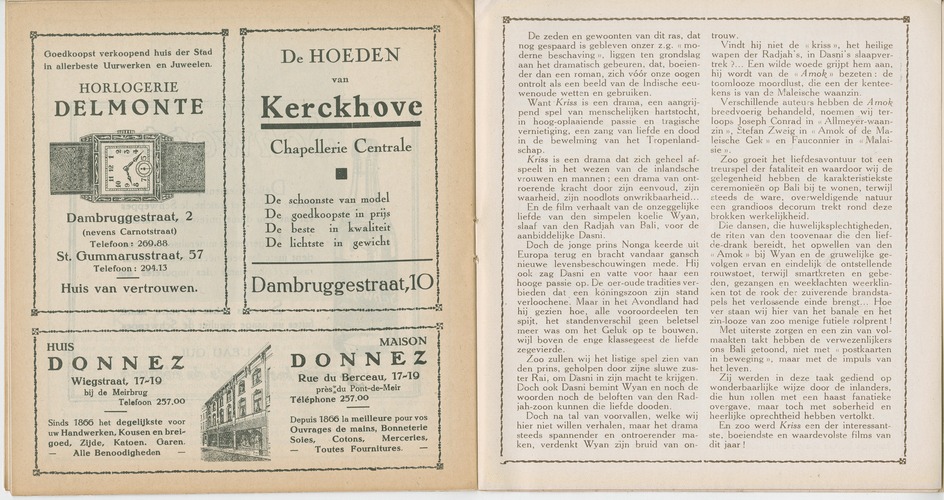 Goedkoopst verkoopend huis der Stad
in allerbeste Uurwerken en Juweelen.
HORLOGERIE
DELMONTE
Dambruggestraat, 2
(nevens Carnotstraat)
Telefoon : 269.88
St. Gummarusstraat, 57
Telefoon : 294.13
Huis van vertrouwen.
De HOEDEN
van
Kerckhove
Chapellerie Centrale
De schoonste van model
De goedkoopste in prijs
De beste in kwaliteit
De lichtste in gewicht
Dambruggestraat,10
HUIS
DONNEZ
Wiegstraat, 17-19
bij de Meirbrug
Telefoon 257.00
Sinds 1866 het degelijkste voor
uw Handwerken, Kousen en brei-
goed, Zijde, Katoen, Garen.
— Alle Benoodigheden —
MAISON
DONNEZ
Rue du Berceau, 17-19
près du Pont-de-Meir
Téléphone 257.00
Depuis 1866 la meilleure pour vos
Ouvrages de mains, Bonneterie
Soies, Cotons, Merceries,
— Toutes Fournitures. —
De zeden en gewoonten van dit ras, dat
nog gespaard is gebleven onzer z.g. « mo-
derne beschaving », liggen ten grondslag
aan het dramatisch gebeuren, dat, boeien-
der dan een roman, zich vóór onze oogen
ontrolt als een beeld van de Indische eeu-
wenoude wetten en gebruiken.
Want Kriss is een drama, een aangrij-
pend spel van menschelijken hartstocht,
in hoog-oplaaiende passie en tragische
vernietiging, een zang van liefde en dood
in de bewelming van het Tropenland-
schap.
Kriss is een drama dat zich geheel af-
speelt in het wezen van de inlandsche
vrouwen en mannen ; een drama van ont-
roerende kracht door zijn eenvoud, zijn
waarheid, zijn noodlots onwrikbaarheid...
En de film verhaalt van de onzeggelijke
liefde van den simpelen koelie Wyan,
slaaf van den Radjah van Bali, voor de
aanbiddelijke Dasni.
Doch de jonge prins Nonga keerde uit
Europa terug en bracht vandaar gansch
nieuwe levensbeschouwingen mede. Hij
ook zag Dasni en vatte voor haar een
hooge passie op. De oer-oude tradities ver-
bieden dat een koningszoon zijn stand
verloochene. Maar in het Avondland had
hij gezien hoe, alle vooroordeelen ten
spijt, het standenverschil geen beletsel
meer was om het Geluk op te bouwen,
wijl boven de enge klassegeest de liefde
zegevierde.
Zoo zullen wij het listige spel zien van
den prins, geholpen door zijne sluwe zus-
ter Rai, om Dasni in zijn macht te krijgen.
Doch ook Dasni bemint Wyan en noch de
woorden noch de beloften van den Rad-
jah-zoon kunnen die liefde dooden.
Doch na tal van voorvallen, welke wij
hier niet willen verhalen, maar het drama
steeds spannender en ontroerender ma-
ken, verdenkt Wyan zijn bruid van on-
trouw.
Vindt hij niet de « kriss », het heilige
wapen der Radjah's, in Dasni's slaapver-
trek ?... Een wilde woede grijpt hem aan,
hij wordt van de « Amok » bezeten : de
toomlooze moordlust, die een der kentee-
kens is van de Maleische waanzin.
Verschillende auteurs hebben de Amok
breedvoerig behandeld, noemen wij ter-
loops Joseph Conrad in « Allmeyer-waan-
zin », Stefan Zweig in « Amok of de Ma-
leische Gek » en Fauconnier in « Malai-
sie ».
Zoo groeit het liefdesavontuur tot een
treurspel der fataliteit en waardoor wij de
gelegenheid hebben de karakteristiekste
ceremonieën op Bali bij te wonen, terwijl
steeds de ware, overweldigende natuur
een grandioos decorum trekt rond deze
brokken werkelijkheid.
Die dansen, die huwelijksplechtigheden,
de riten van den toovenaar die den lief-
de-drank bereidt, het opwellen van den
« Amok » bij Wyan en de gruwelijke ge-
volgen ervan en eindelijk de ontstellende
rouwstoet, terwijl smartkreten en gebe-
den, gezangen en weeklachten weerklin-
ken tot de rook der zuiverende brandsta-
pels het verlossende einde brengt... Hoe
ver staan wij hier van het banale en het
zin-looze van zoo menige futiele rolprent !
Met uiterste zorgen en een zin van vol-
maakten takt hebben de verwezenlijkers
ons Bali getoond, niet met « postkaarten
in beweging », maar met de impuls van
het leven.
Zij werden in deze taak gediend op
wonderbaarlijke wijze door de inlanders,
die hun rollen met een haast fanatieke
overgave, maar toch met soberheid en
heerlijke oprechtheid hebben vertolkt.
En zoo werd Kriss een der interessant-
ste, boeiendste en waardevolste films van
dit jaar !